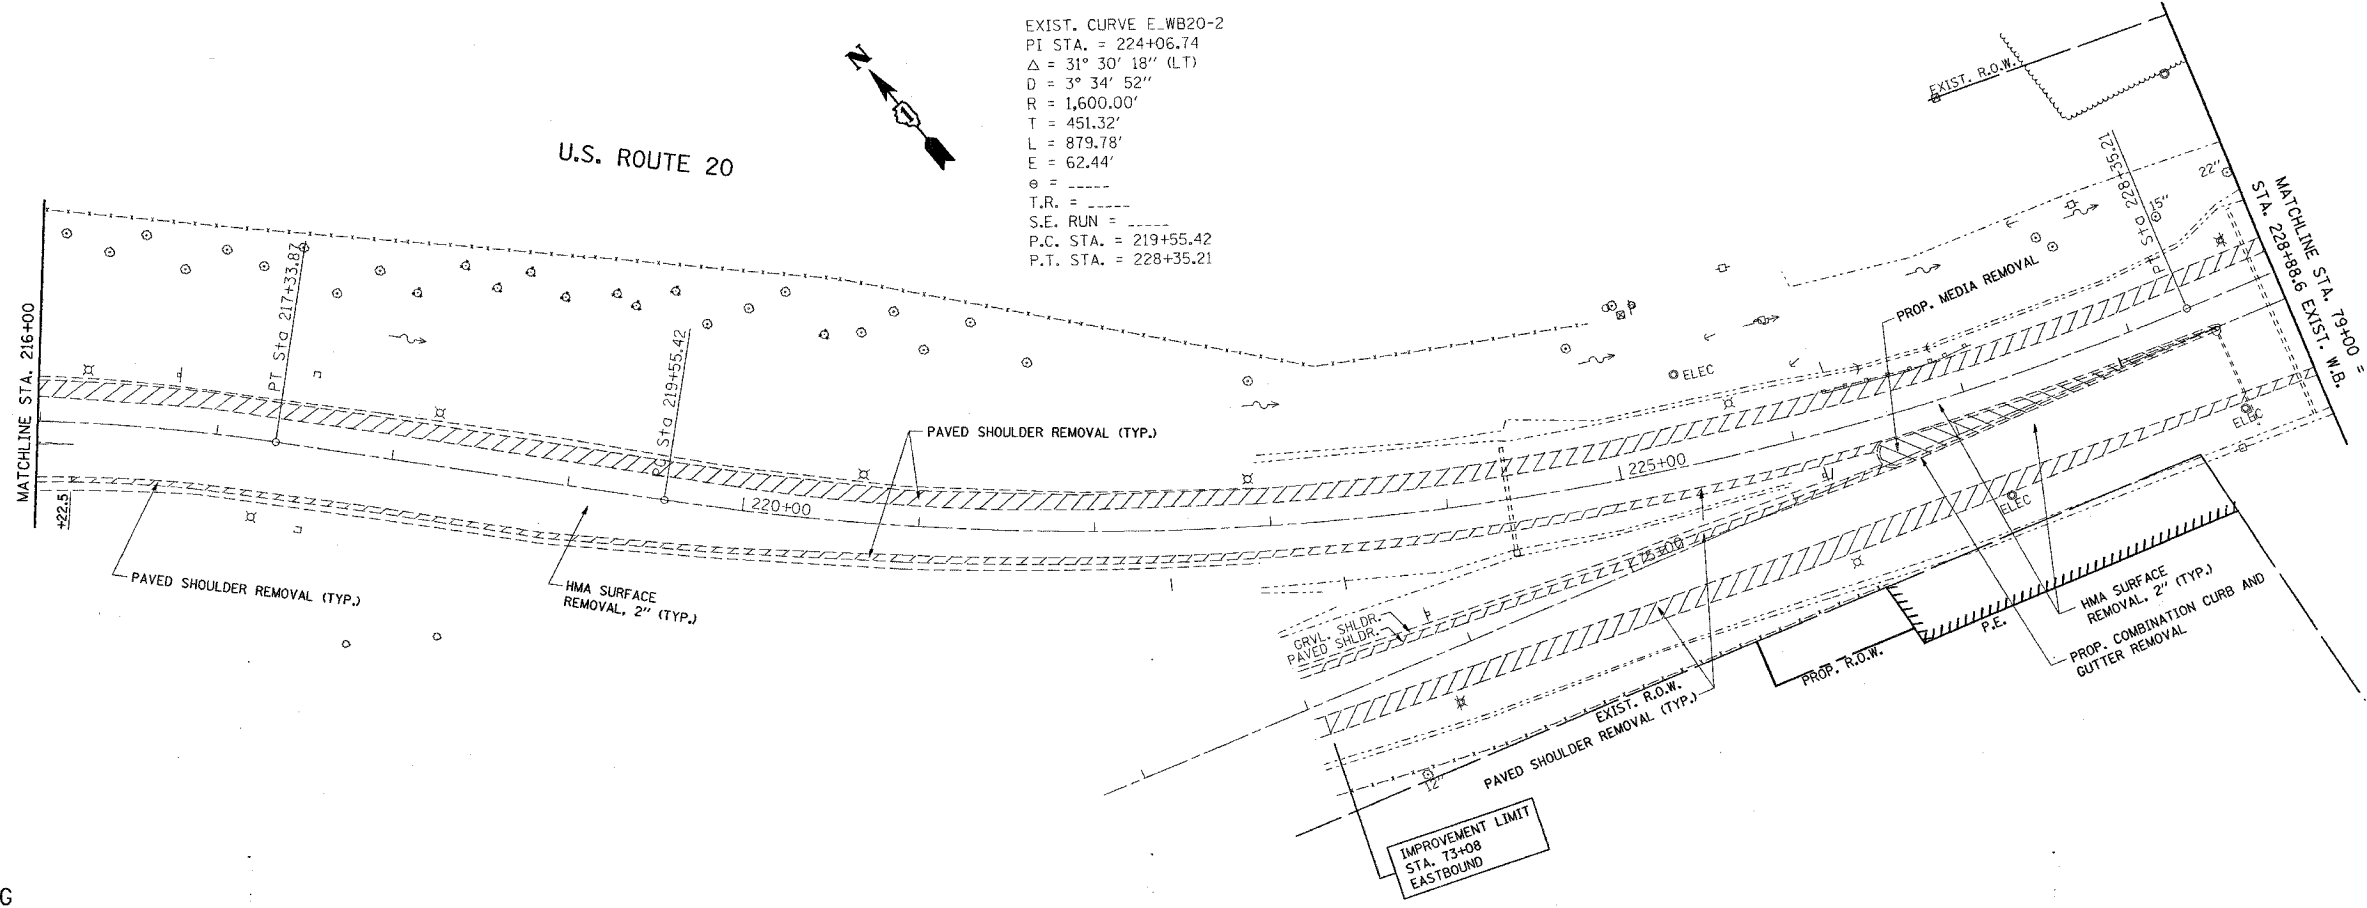 EXIST. CURVE E_WB20-2
PI STA. = 224+06.74
Δ = 31° 30' 18" (LT)
D = 3° 34' 52"
R = 1,600.00'
T = 451.32'
L = 879.78'
E = 62.44'
θ = -----
T.R. = -----
S.E. RUN = -----
P.C. STA. = 219+55.42
P.T. STA. = 228+35.21
N
1
U.S. ROUTE 20
EXIST. R.O.W.
MATCHLINE STA. 216+00
+22.5
PT Sta 217+33.87
PC Sta 219+55.42
220+00
PAVED SHOULDER REMOVAL (TYP.)
PAVED SHOULDER REMOVAL (TYP.)
HMA SURFACE
REMOVAL, 2" (TYP.)
ELEC
PROP. MEDIA REMOVAL
PT Sta 228+35.21
15"
22"
MATCHLINE STA. 79+00 =
STA. 228+88.6 EXIST. W.B.
225+00
75+00
ELEC
ELEC
GRVL. SHLDR.
PAVED SHLDR.
EXIST. R.O.W.
PAVED SHOULDER REMOVAL (TYP.)
PROP. R.O.W.
P.E.
HMA SURFACE
REMOVAL, 2" (TYP.)
PROP. COMBINATION CURB AND
GUTTER REMOVAL
12"
IMPROVEMENT LIMIT
STA. 73+08
EASTBOUND
G